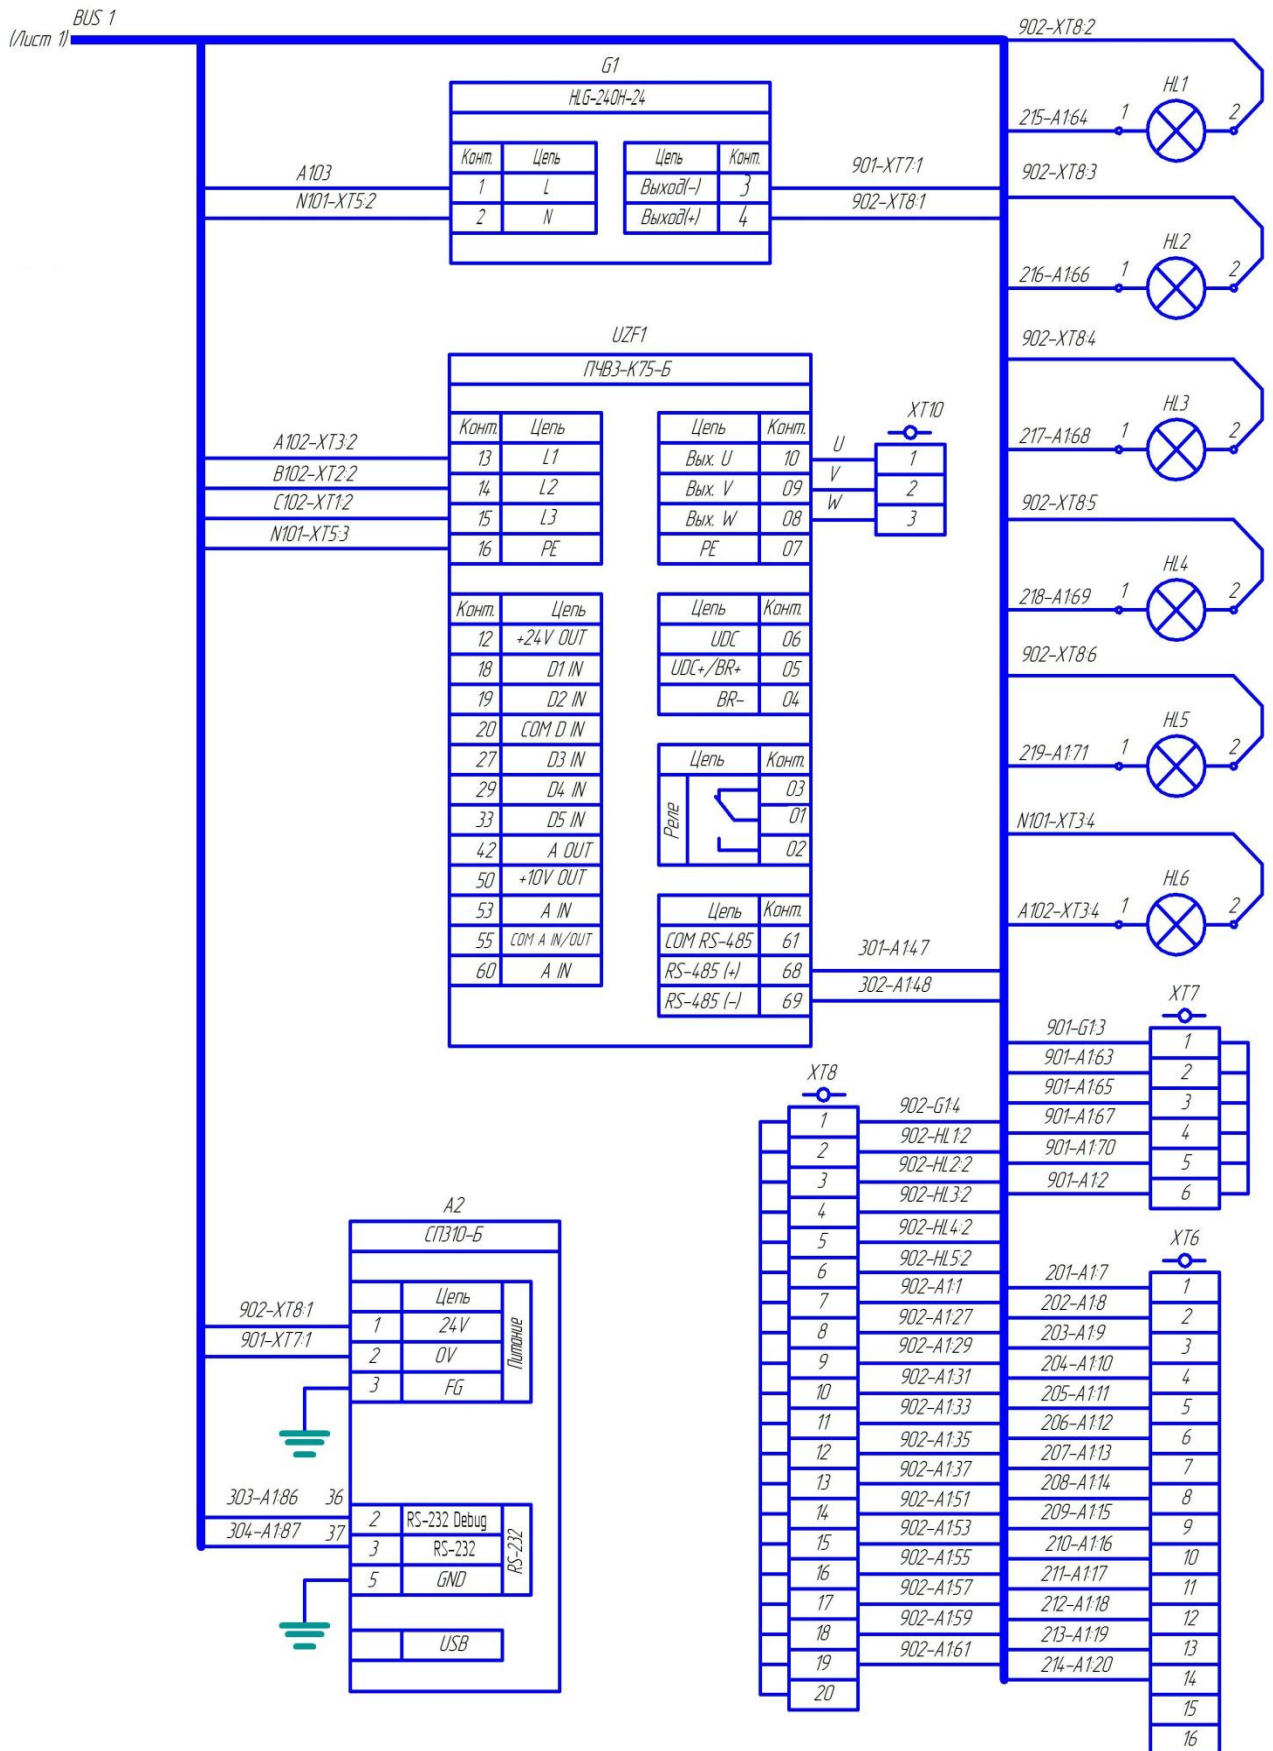 BUS 1
(Лист 1)
G1
HLG-240H-24
Конт. Цепь
1 L
2 N
Цепь Конт.
Выход(-) 3
Выход(+) 4
A103
N101-XT5:2
901-XT7:1
902-XT8:1
UZF1
ПЧВ3-К75-Б
Конт. Цепь
13 L1
14 L2
15 L3
16 PE
A102-XT3:2
B102-XT2:2
C102-XT1:2
N101-XT5:3
Конт. Цепь
12 +24V OUT
18 D1 IN
19 D2 IN
20 COM D IN
27 D3 IN
29 D4 IN
33 D5 IN
42 A OUT
50 +10V OUT
53 A IN
55 COM A IN/OUT
60 A IN
Цепь Конт.
Вых. U 10
Вых. V 09
Вых. W 08
PE 07
U
V
W
XT10
1
2
3
Цепь Конт.
UDC 06
UDC+/BR+ 05
BR- 04
Цепь Конт.
Реле
03
01
02
Цепь Конт.
COM RS-485 61
RS-485 (+) 68
RS-485 (-) 69
301-A1:47
302-A1:48
A2
СП310-Б
Цепь
1 24V
2 0V
3 FG
Питание
902-XT8:1
901-XT7:1
303-A1:86 36
304-A1:87 37
2 RS-232 Debug
3 RS-232
5 GND
RS-232
USB
902-XT8:2
HL1
215-A1:64 1 2
902-XT8:3
HL2
216-A1:66 1 2
902-XT8:4
HL3
217-A1:68 1 2
902-XT8:5
HL4
218-A1:69 1 2
902-XT8:6
HL5
219-A1:71 1 2
N101-XT3:4
HL6
A102-XT3:4 1 2
XT7
901-G1:3 1
901-A1:63 2
901-A1:65 3
901-A1:67 4
901-A1:70 5
901-A1:2 6
XT8
1 902-G1:4
2 902-HL1:2
3 902-HL2:2
4 902-HL3:2
5 902-HL4:2
6 902-HL5:2
7 902-A1:1
8 902-A1:27
9 902-A1:29
10 902-A1:31
11 902-A1:33
12 902-A1:35
13 902-A1:37
14 902-A1:51
15 902-A1:53
16 902-A1:55
17 902-A1:57
18 902-A1:59
19 902-A1:61
20
XT6
201-A1:7 1
202-A1:8 2
203-A1:9 3
204-A1:10 4
205-A1:11 5
206-A1:12 6
207-A1:13 7
208-A1:14 8
209-A1:15 9
210-A1:16 10
211-A1:17 11
212-A1:18 12
213-A1:19 13
214-A1:20 14
15
16